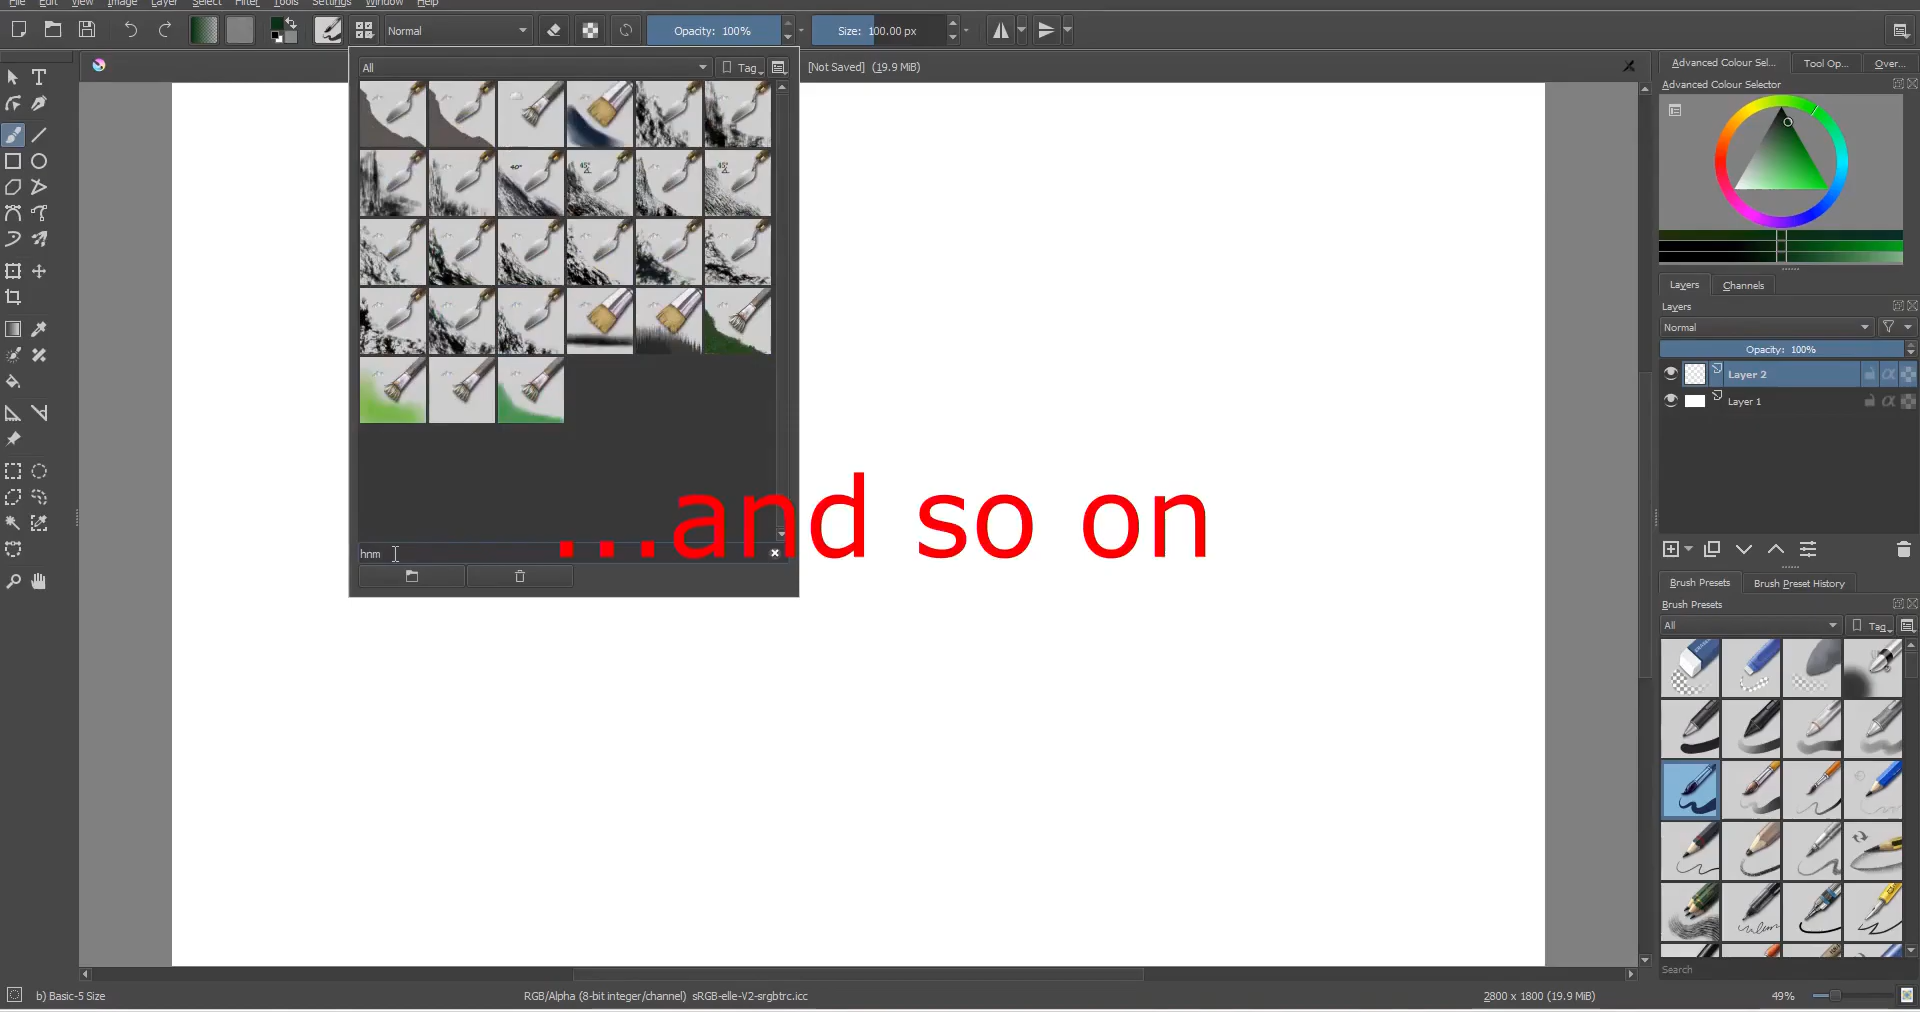 File Edit View Image Layer Select Filter Tools Settings Window Help
Normal
Opacity: 100%
Size: 100.00 px
[Not Saved] (19.9 MiB)
All
Tag
40°
45°
45°
...and so on
hnm
Advanced Colour Sel...
Tool Op...
Over...
Advanced Colour Selector
Layers
Channels
Layers
Normal
Opacity: 100%
Layer 2
Layer 1
Brush Presets
Brush Preset History
Brush Presets
All
Tag
Search
b) Basic-5 Size
RGB/Alpha (8-bit integer/channel) sRGB-elle-V2-srgbtrc.icc
2800 x 1800 (19.9 MiB)
49%